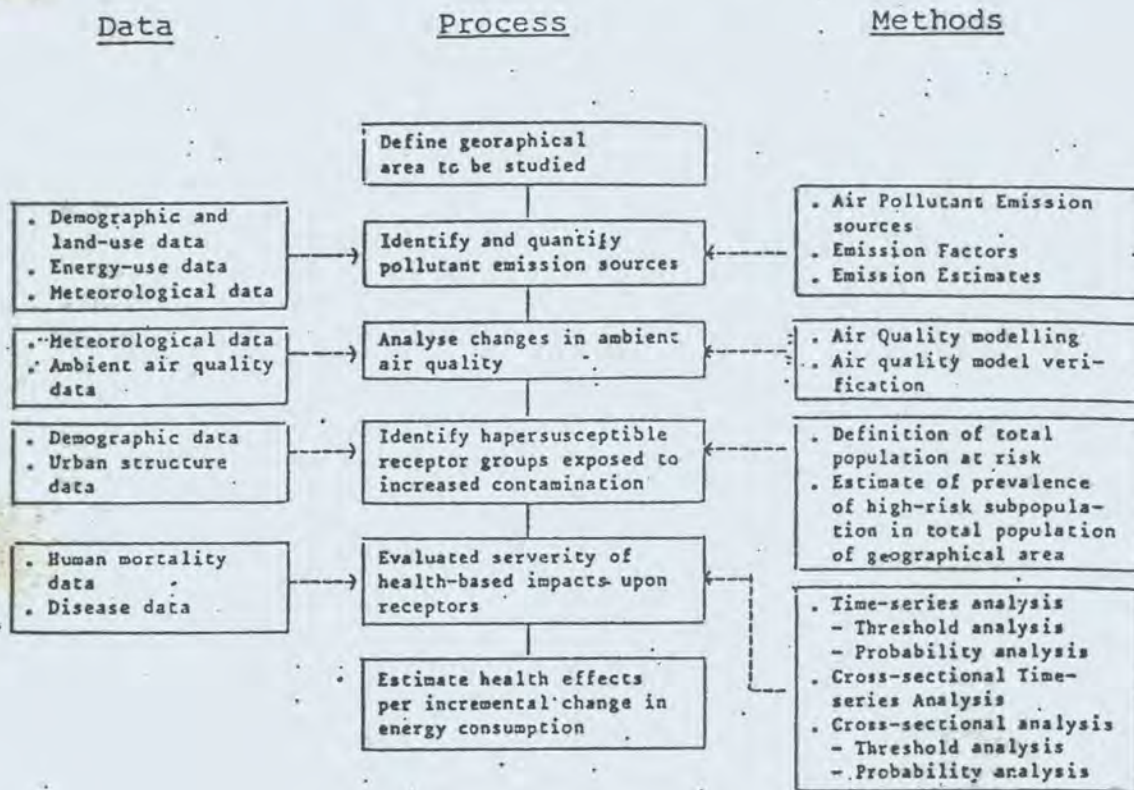 Data
Process
Methods
Define georaphical
area to be studied
. Demographic and
land-use data
. Energy-use data
. Meteorological data
Identify and quantify
pollutant emission sources
. Air Pollutant Emission
sources
. Emission Factors
. Emission Estimates
. Meteorological data
. Ambient air quality
data
Analyse changes in ambient
air quality
. Air Quality modelling
. Air quality model veri-
fication
. Demographic data
. Urban structure
data
Identify hapersusceptible
receptor groups exposed to
increased contamination
. Definition of total
population at risk
. Estimate of prevalence
of high-risk subpopula-
tion in total population
of geographical area
. Human mortality
data
. Disease data
Evaluated serverity of
health-based impacts upon
receptors
. Time-series analysis
- Threshold analysis
- Probability analysis
. Cross-sectional Time-
series Analysis
. Cross-sectional analysis
- Threshold analysis
- Probability analysis
Estimate health effects
per incremental change in
energy consumption